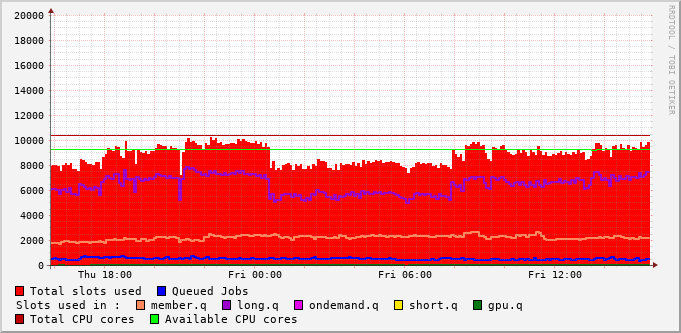 20000
18000
16000
14000
12000
10000
8000
6000
4000
2000
0
Thu 18:00 Fri 00:00 Fri 06:00 Fri 12:00
Total slots used Queued Jobs
Slots used in : member.q long.q ondemand.q short.q gpu.q
Total CPU cores Available CPU cores
RRDTOOL / TOBI OETIKER